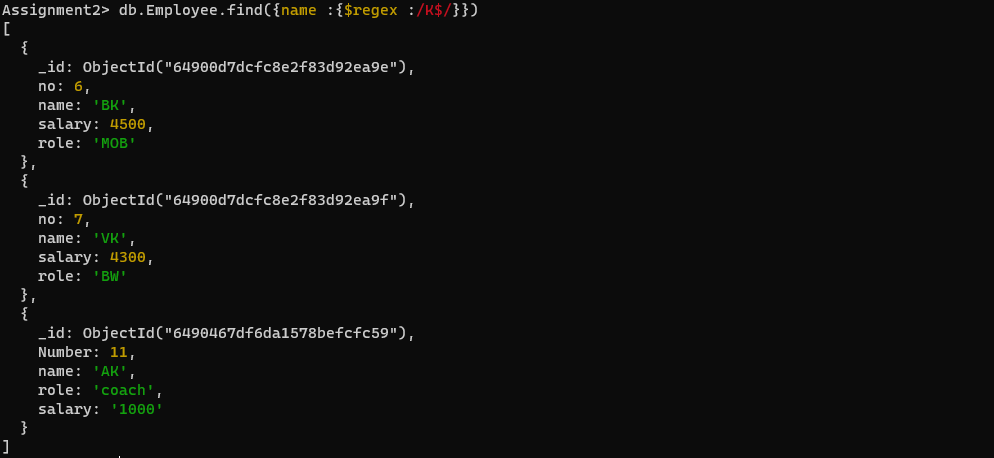 Assignment2> db.Employee.find({name :{$regex :/K$/}})
[
  {
    _id: ObjectId("64900d7dcfc8e2f83d92ea9e"),
    no: 6,
    name: 'BK',
    salary: 4500,
    role: 'MOB'
  },
  {
    _id: ObjectId("64900d7dcfc8e2f83d92ea9f"),
    no: 7,
    name: 'VK',
    salary: 4300,
    role: 'BW'
  },
  {
    _id: ObjectId("6490467df6da1578befcfc59"),
    Number: 11,
    name: 'AK',
    role: 'coach',
    salary: '1000'
  }
]